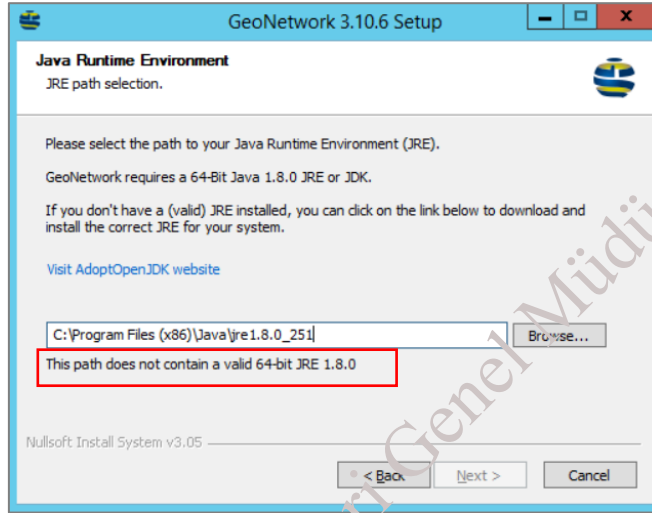 GeoNetwork 3.10.6 Setup
Java Runtime Environment
JRE path selection.
Please select the path to your Java Runtime Environment (JRE).
GeoNetwork requires a 64-Bit Java 1.8.0 JRE or JDK.
If you don't have a (valid) JRE installed, you can click on the link below to download and
install the correct JRE for your system.
Visit AdoptOpenJDK website
C:\Program Files (x86)\Java\jre1.8.0_251
Browse...
This path does not contain a valid 64-bit JRE 1.8.0
Nullsoft Install System v3.05
< Back Next > Cancel
ri Genel Müdü